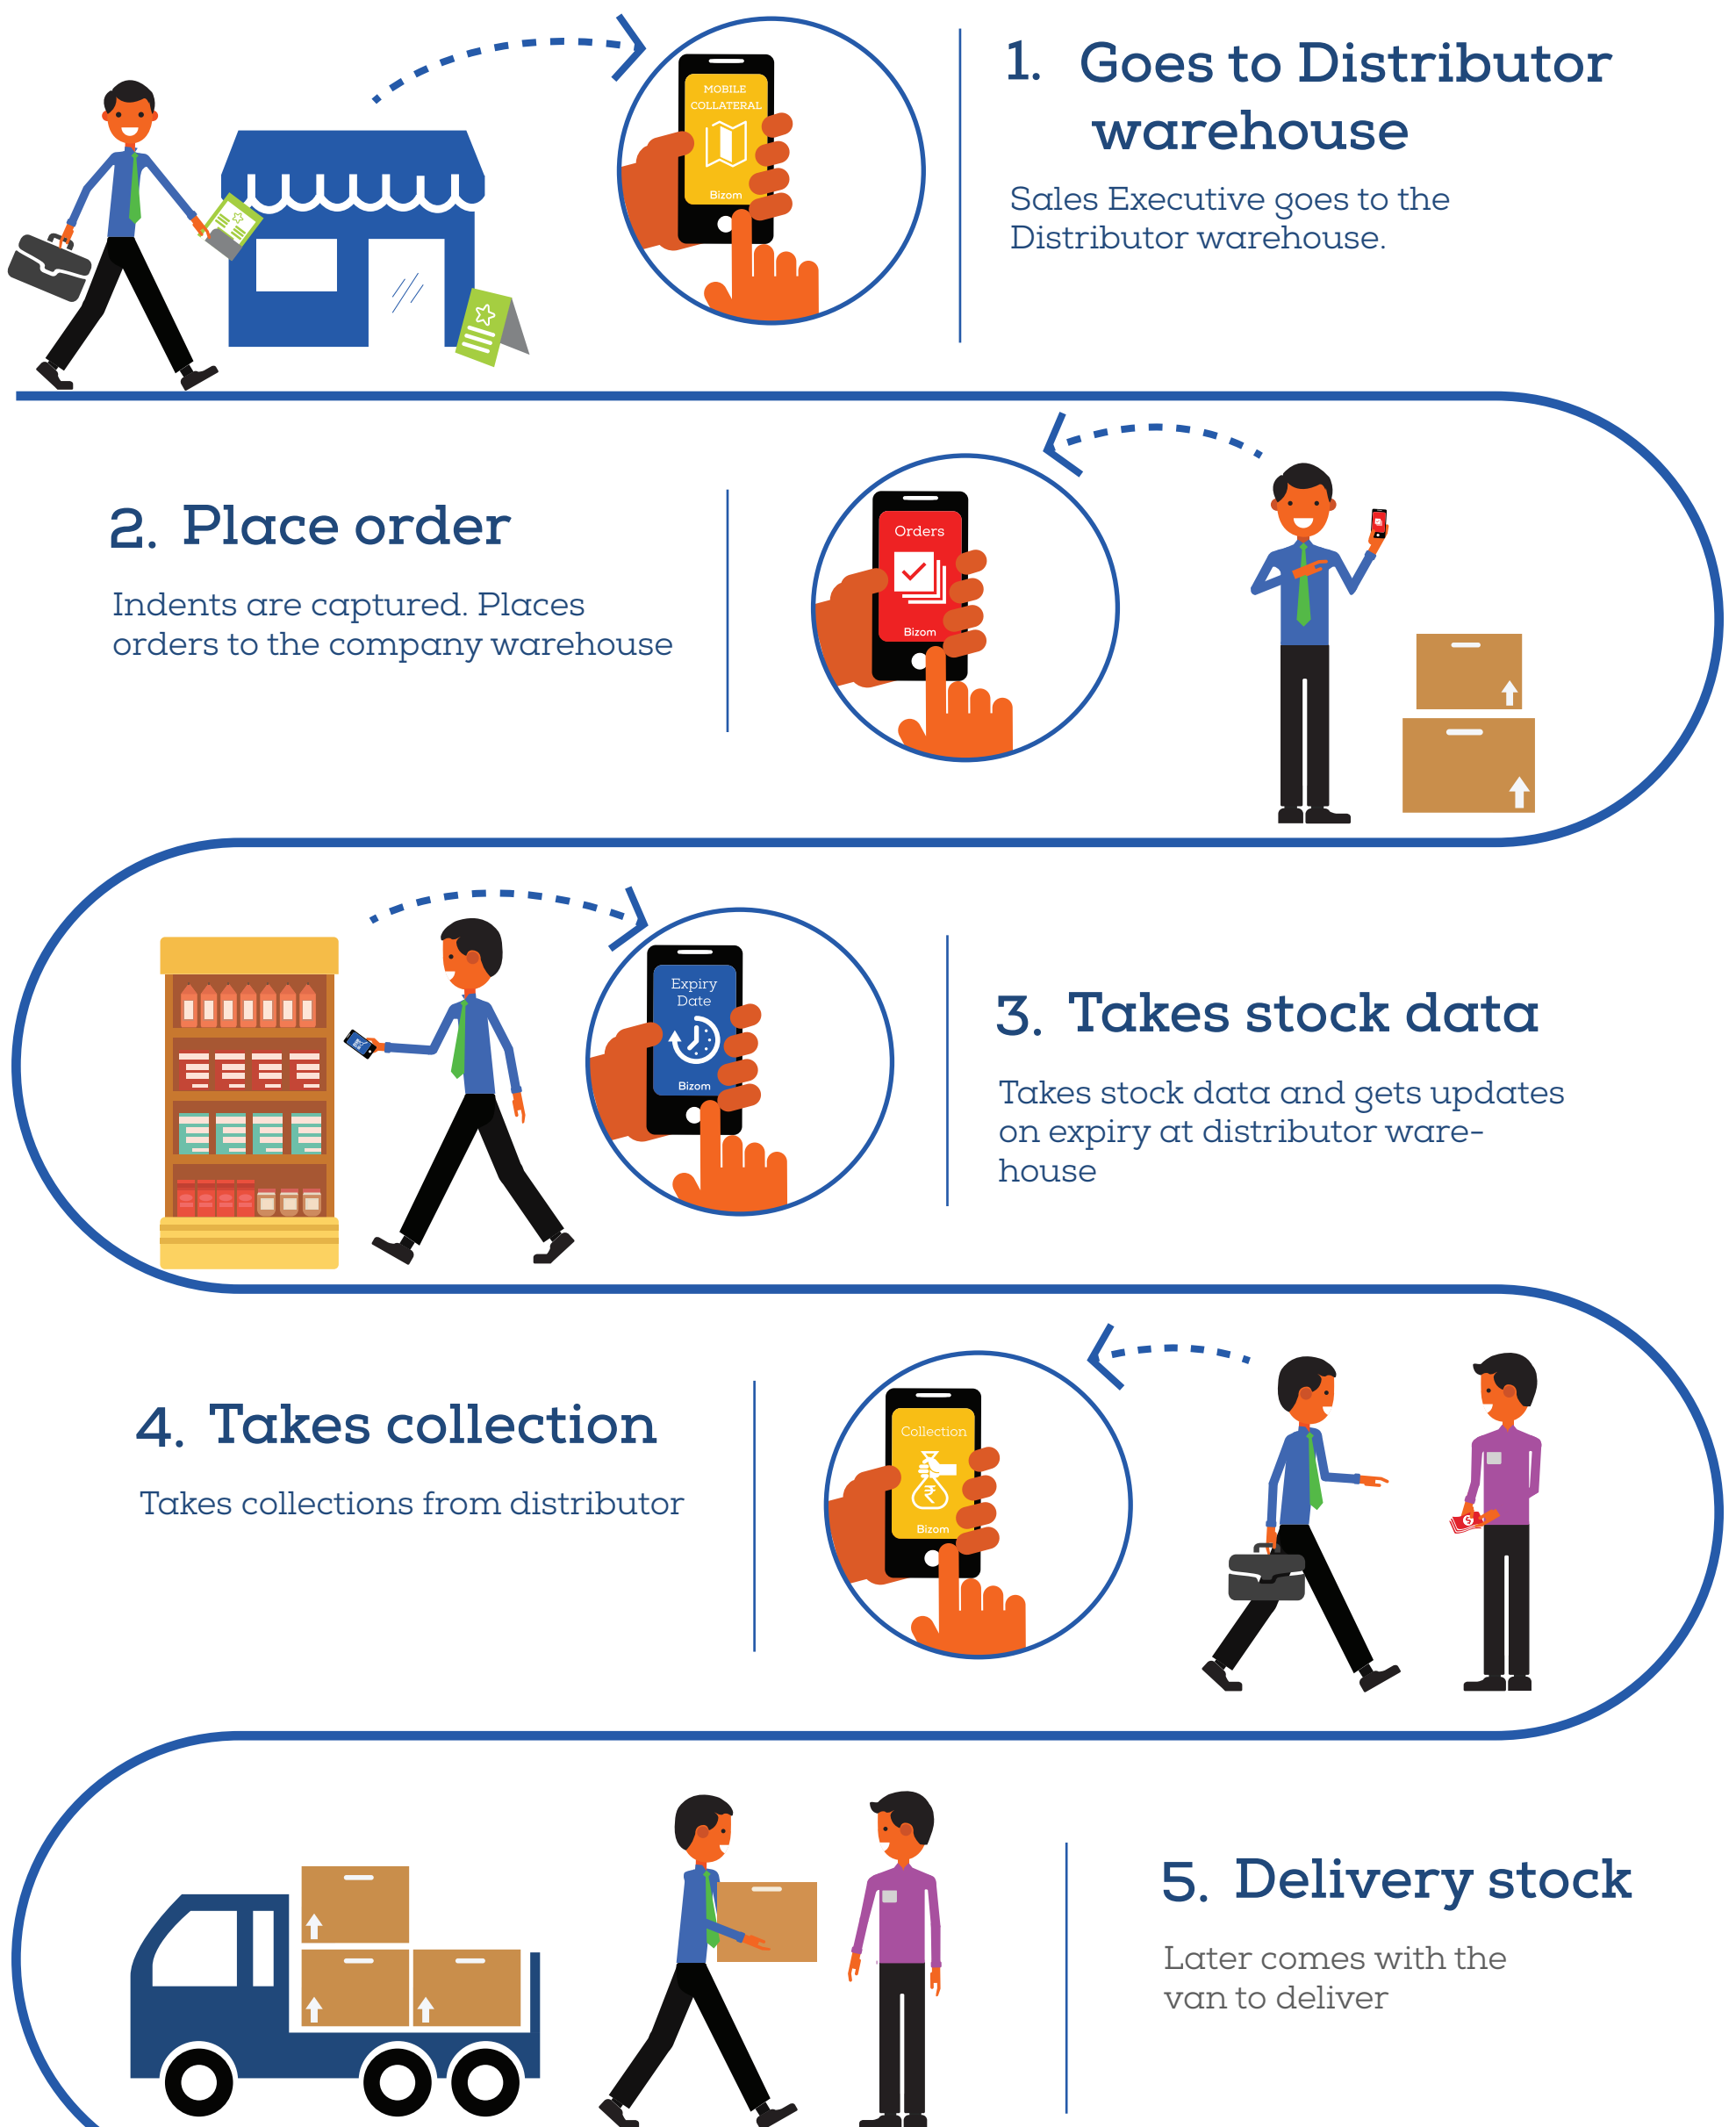 MOBILE
COLLATERAL
Bizom
1. Goes to Distributor
warehouse
Sales Executive goes to the
Distributor warehouse.
2. Place order
Indents are captured. Places
orders to the company warehouse
Orders
Bizom
Expiry
Date
Bizom
3. Takes stock data
Takes stock data and gets updates
on expiry at distributor ware-
house
4. Takes collection
Takes collections from distributor
Collection
₹
Bizom
$
5. Delivery stock
Later comes with the
van to deliver